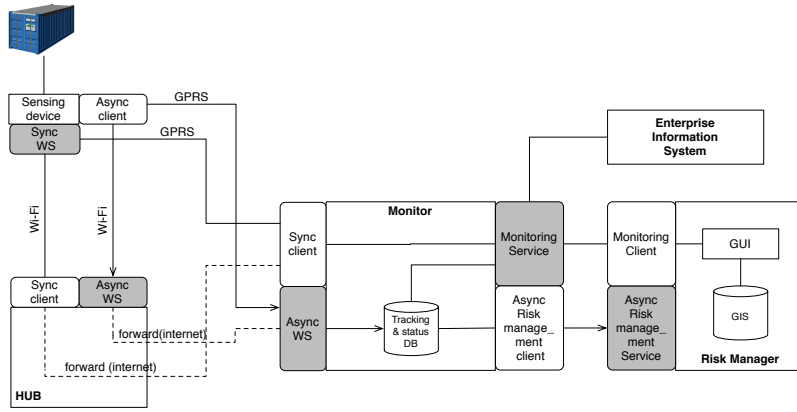 Sensing
device
Async
client
GPRS
Sync
WS
GPRS
Enterprise
Information
System
Wi-Fi
Wi-Fi
Monitor
Sync
client
Monitoring
Service
Monitoring
Client
GUI
Sync
client
Async
WS
Async
WS
Tracking
& status
DB
Async
Risk
manage_
ment
client
Async
Risk
manage_
ment
Service
GIS
forward(internet)
forward (internet)
Risk Manager
HUB